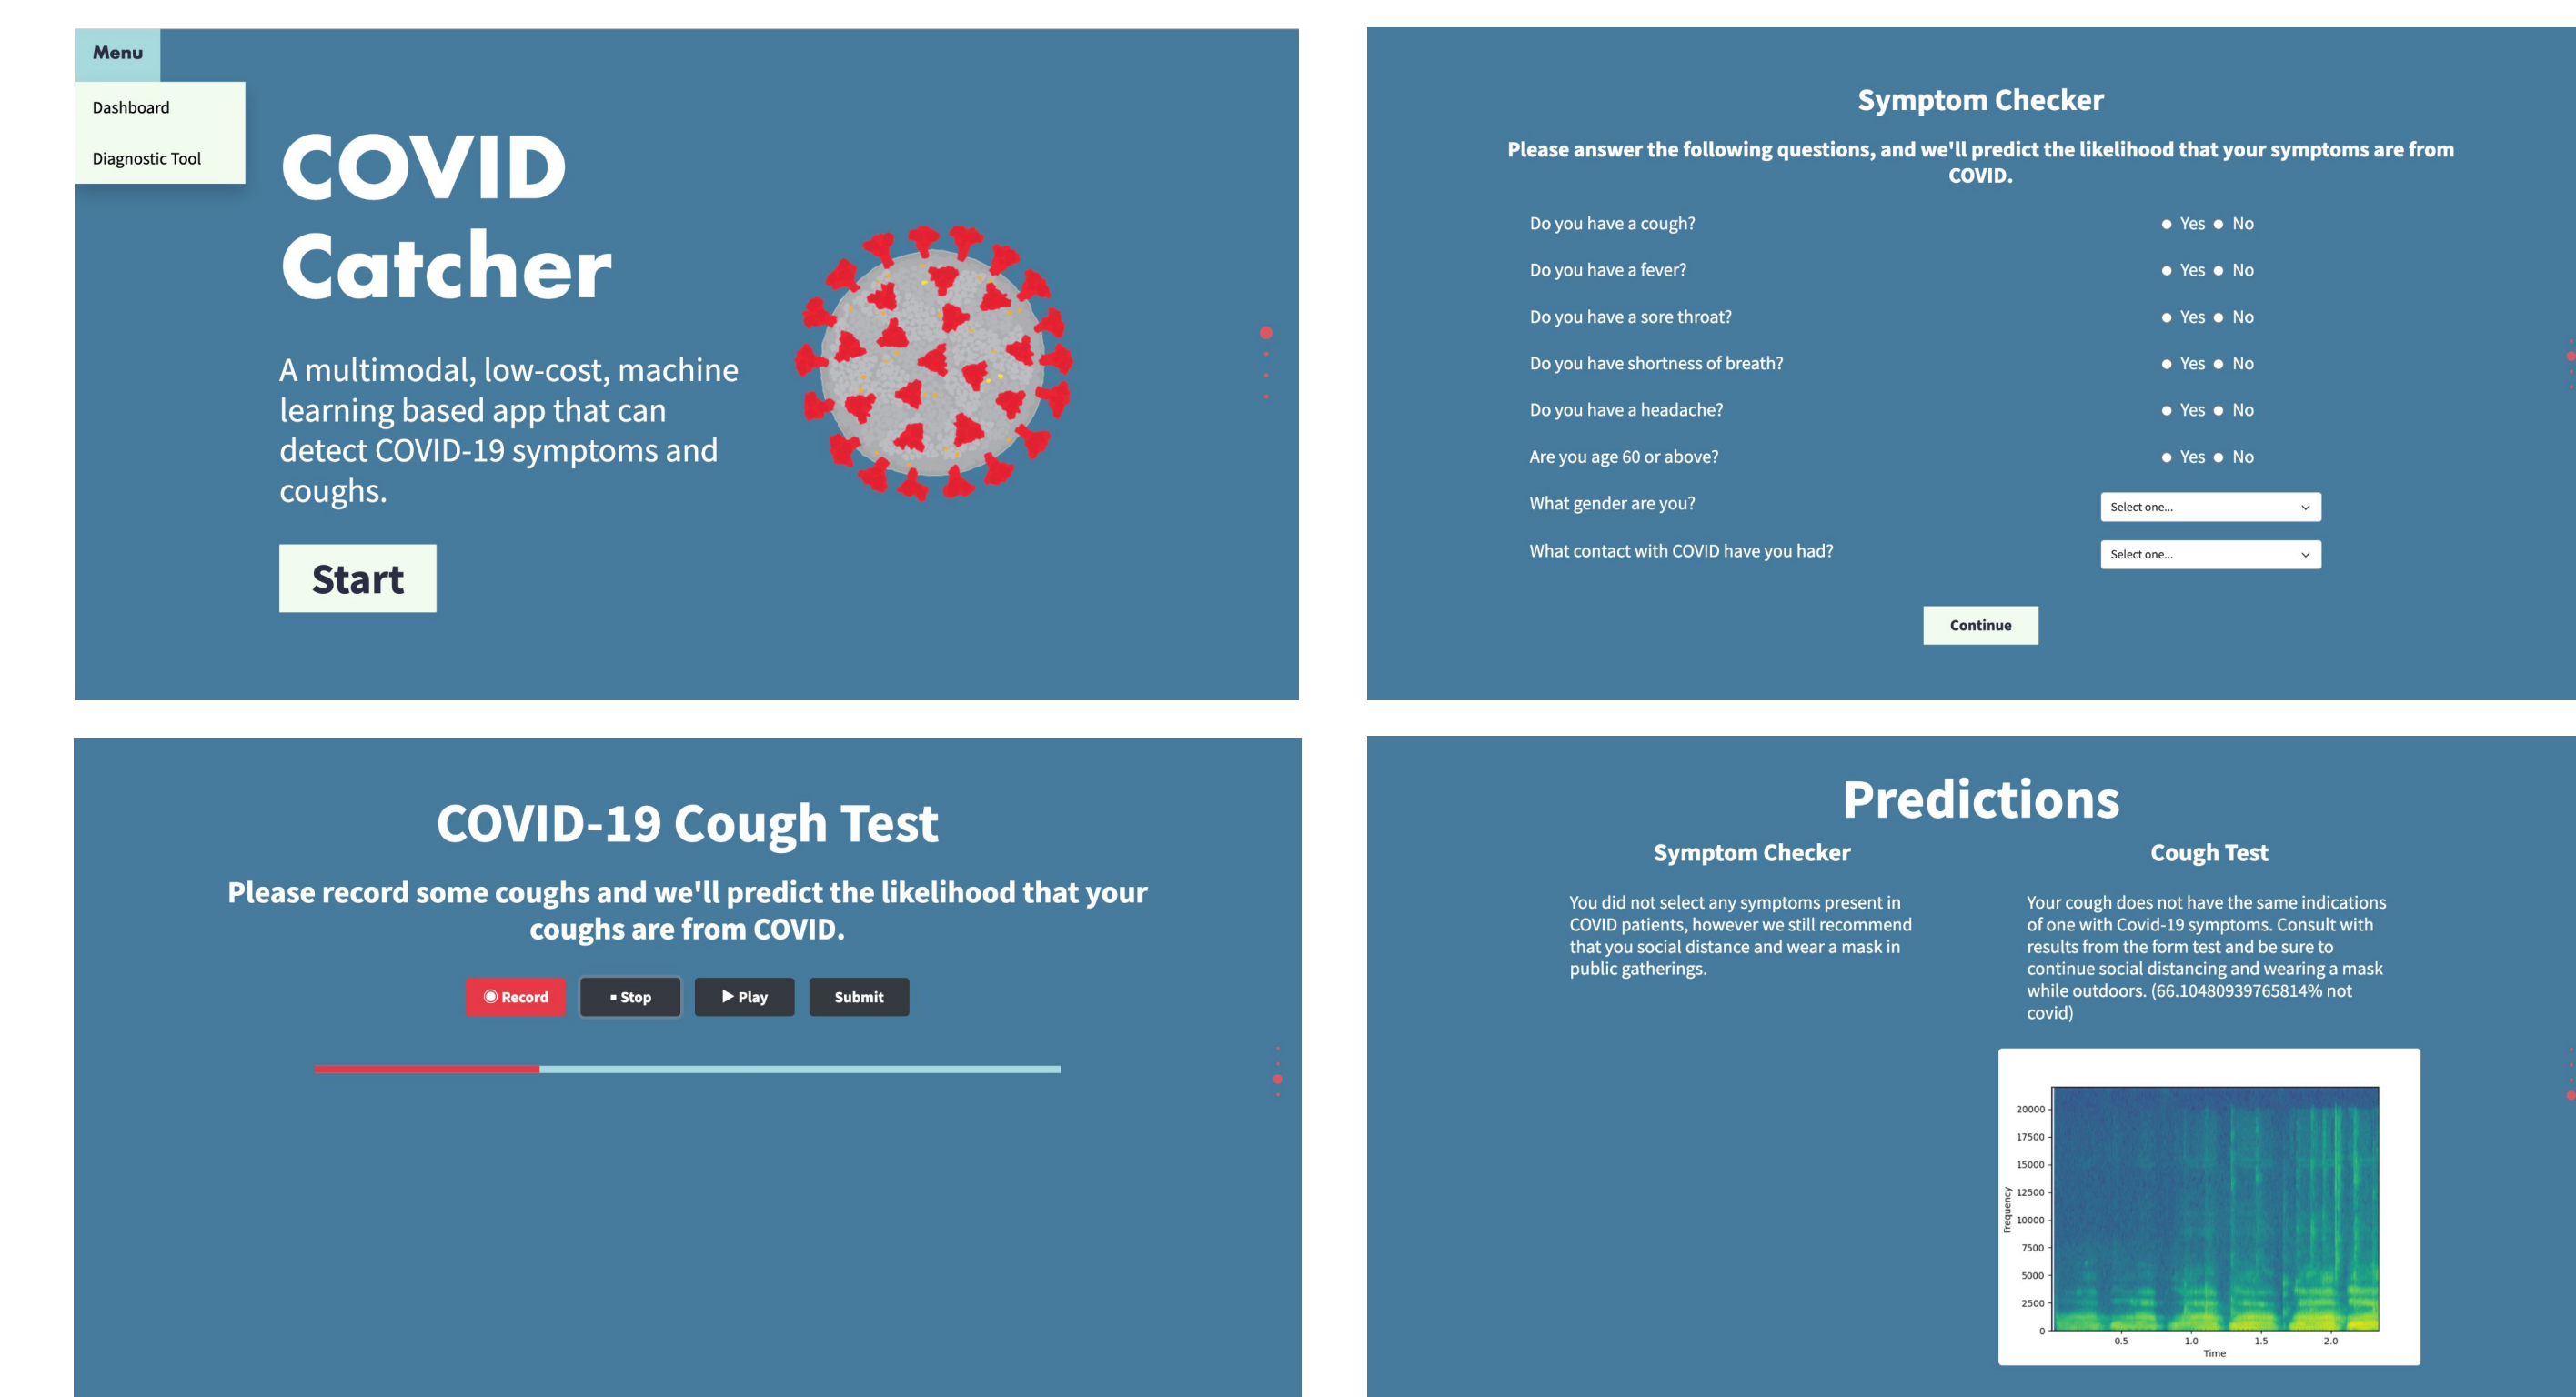 Menu
Dashboard
Diagnostic Tool
COVID
Catcher
A multimodal, low-cost, machine
learning based app that can
detect COVID-19 symptoms and
coughs.
Start
Symptom Checker
Please answer the following questions, and we'll predict the likelihood that your symptoms are from
COVID.
Do you have a cough? Yes No
Do you have a fever? Yes No
Do you have a sore throat? Yes No
Do you have shortness of breath? Yes No
Do you have a headache? Yes No
Are you age 60 or above? Yes No
What gender are you? Select one...
What contact with COVID have you had? Select one...
Continue
COVID-19 Cough Test
Please record some coughs and we'll predict the likelihood that your
coughs are from COVID.
Record Stop Play Submit
Predictions
Symptom Checker
You did not select any symptoms present in
COVID patients, however we still recommend
that you social distance and wear a mask in
public gatherings.
Cough Test
Your cough does not have the same indications
of one with Covid-19 symptoms. Consult with
results from the form test and be sure to
continue social distancing and wearing a mask
while outdoors. (66.10480939765814% not
covid)
20000
17500
15000
12500
10000
7500
5000
2500
0
Frequency
0.5 1.0 1.5 2.0
Time